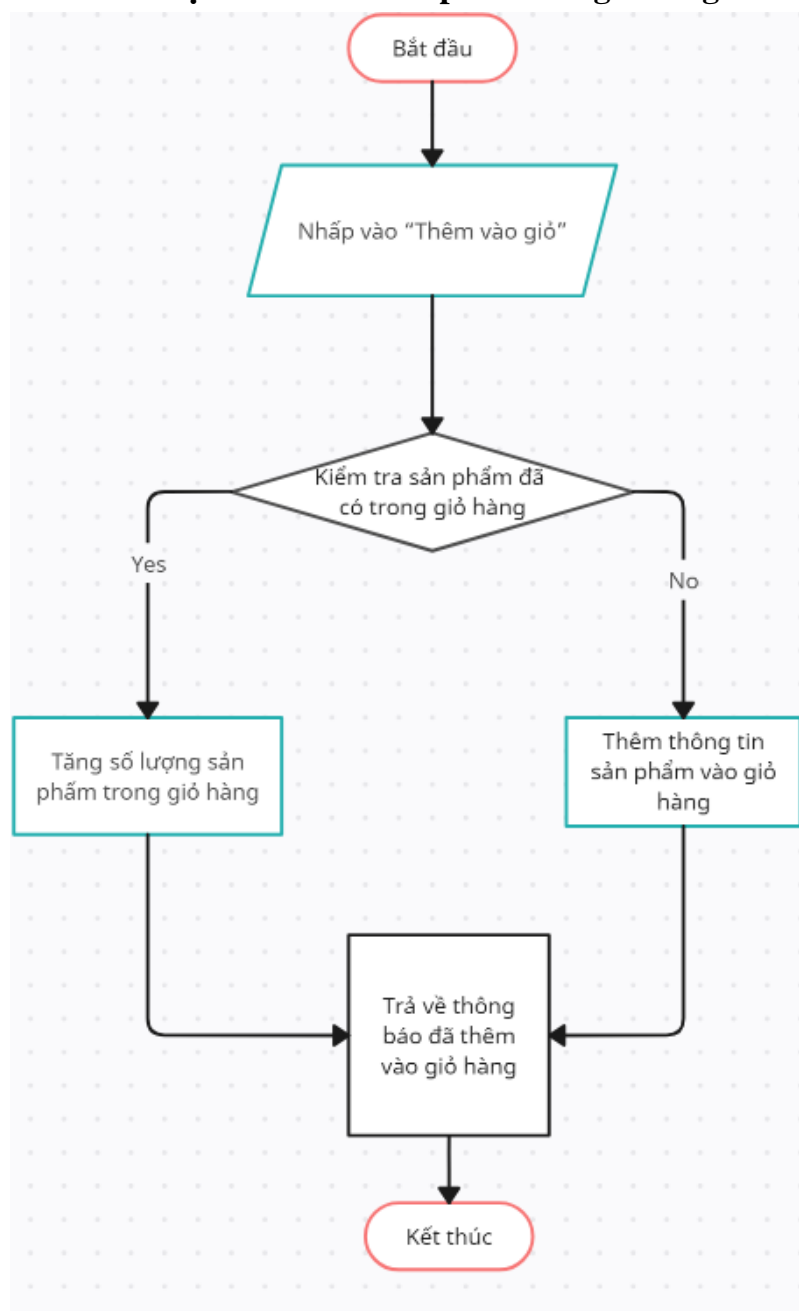 Bắt đầu
Nhấp vào “Thêm vào giỏ”
Kiểm tra sản phẩm đã
có trong giỏ hàng
Yes
No
Tăng số lượng sản
phẩm trong giỏ hàng
Thêm thông tin
sản phẩm vào giỏ
hàng
Trả về thông
báo đã thêm
vào giỏ hàng
Kết thúc